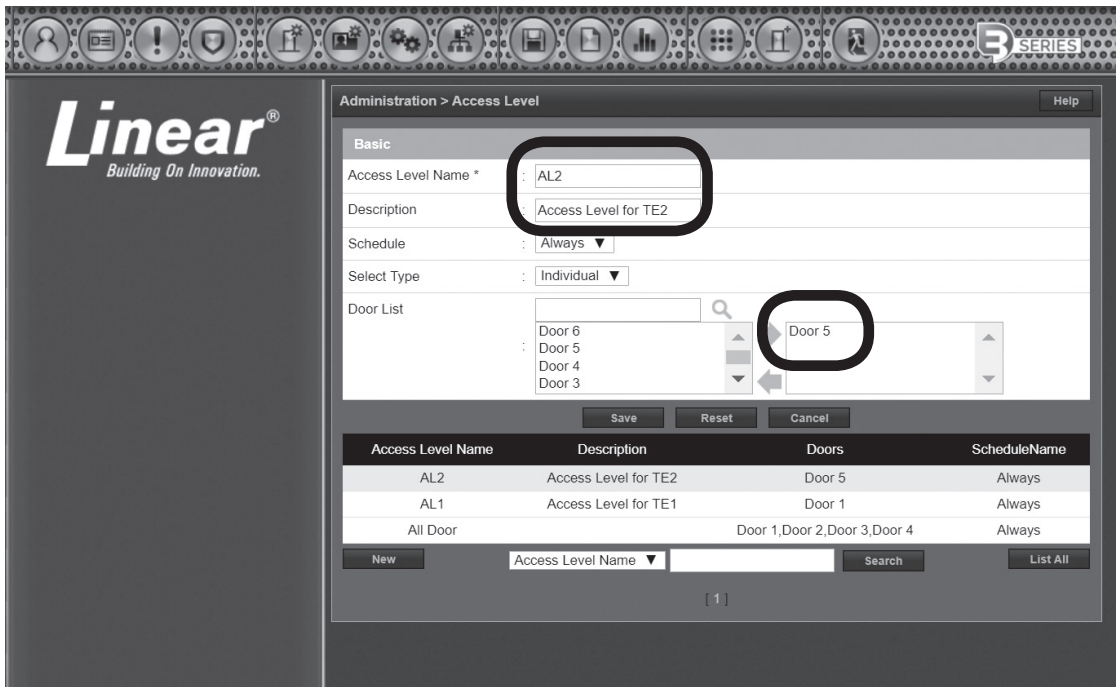 3 SERIES
Linear®
Building On Innovation.
Administration > Access Level
Help
Basic
Access Level Name * : AL2
Description : Access Level for TE2
Schedule : Always ▼
Select Type : Individual ▼
Door List :
Door 6
Door 5
Door 4
Door 3
Door 5
Save Reset Cancel
Access Level Name Description Doors ScheduleName
AL2 Access Level for TE2 Door 5 Always
AL1 Access Level for TE1 Door 1 Always
All Door Door 1,Door 2,Door 3,Door 4 Always
New Access Level Name ▼ Search List All
[ 1 ]